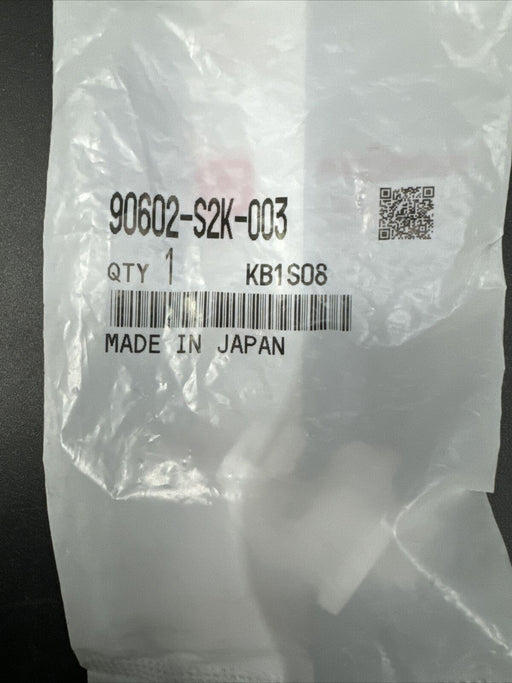 90602-S2K-003
QTY 1 KB1S08
MADE IN JAPAN